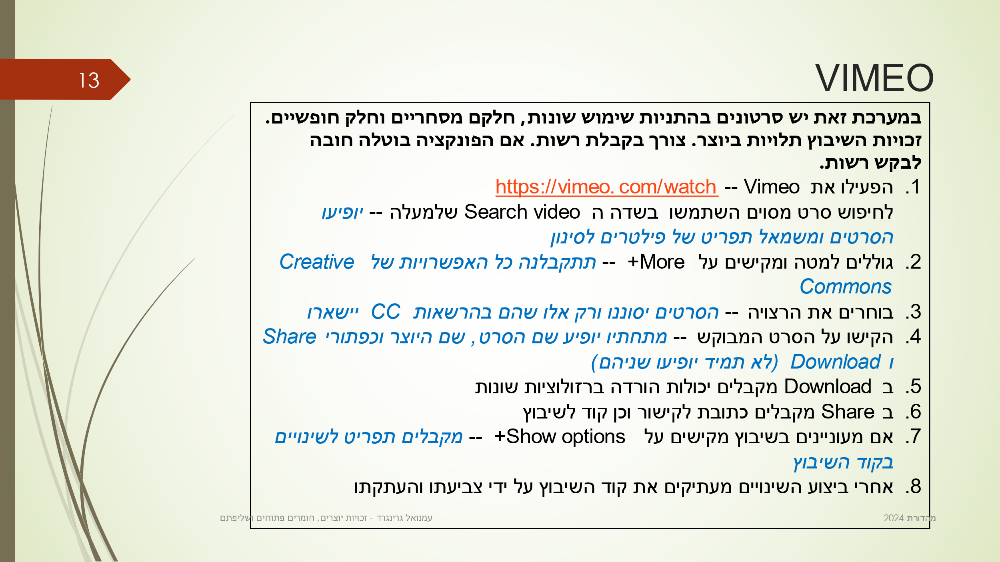 13
VIMEO
במערכת זאת יש סרטונים בהתניות שימוש שונות, חלקם מסחריים וחלק חופשיים.
זכויות השיבוץ תלויות ביוצר. צורך בקבלת רשות. אם הפונקציה בוטלה חובה
לבקש רשות.
1. הפעילו את Vimeo -- https://vimeo.com/watch
לחיפוש סרט מסוים השתמשו בשדה ה Search video שלמעלה -- יופיעו
הסרטים ומשמאל תפריט של פילטרים לסינון
2. גוללים למטה ומקישים על More+ -- תתקבלנה כל האפשרויות של Creative
Commons
3. בוחרים את הרצויה -- הסרטים יסוננו ורק אלו שהם בהרשאות CC יישארו
4. הקישו על הסרט המבוקש -- מתחתיו יופיע שם הסרט, שם היוצר וכפתורי Share
ו Download (לא תמיד יופיעו שניהם)
5. ב Download מקבלים יכולות הורדה ברזולוציות שונות
6. ב Share מקבלים כתובת לקישור וכן קוד לשיבוץ
7. אם מעוניינים בשיבוץ מקישים על Show options+ -- מקבלים תפריט לשינויים
בקוד השיבוץ
8. אחרי ביצוע השינויים מעתיקים את קוד השיבוץ על ידי צביעתו והעתקתו
מהדורת 2024
עמנואל גרינגרד - זכויות יוצרים, חומרים פתוחים ושליפתם